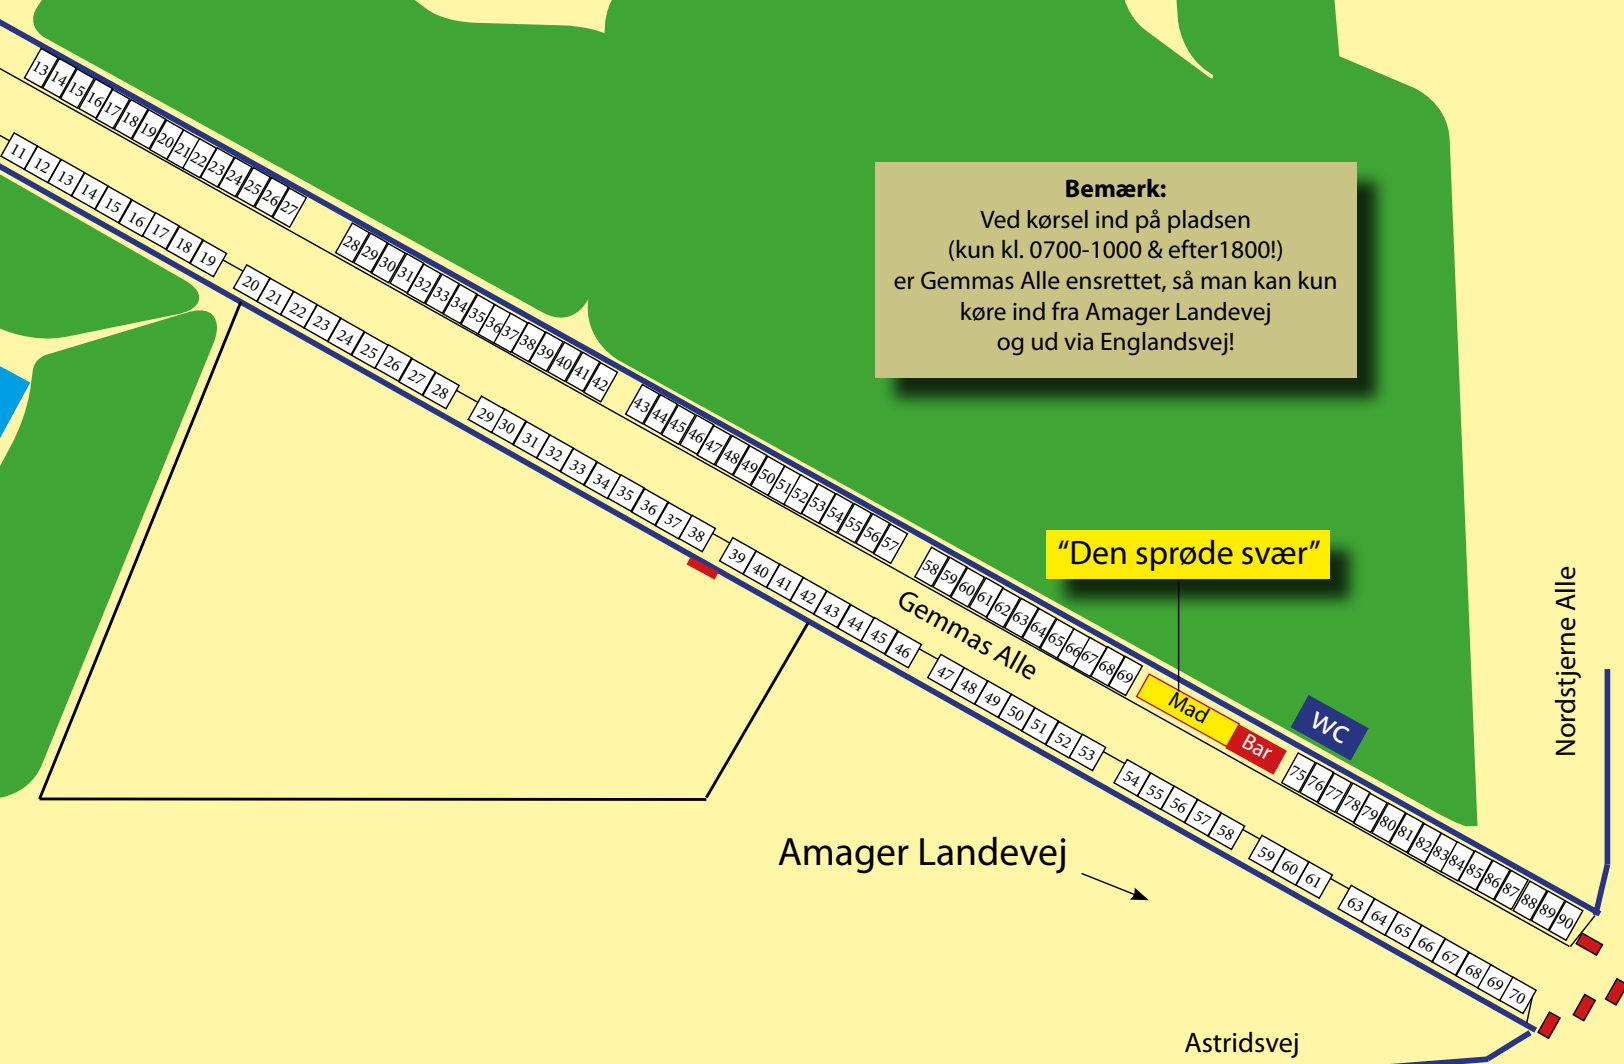 13 14 15 16 17 18 19 20 21 22 23 24 25 26 27
28 29 30 31 32 33 34 35 36 37 38 39 40 41 42
43 44 45 46 47 48 49 50 51 52 53 54 55 56 57
58 59 60 61 62 63 64 65 66 67 68 69
Mad
Bar
75 76 77 78 79 80 81 82 83 84 85 86 87 88 89 90
11 12 13 14 15 16 17 18 19
20 21 22 23 24 25 26 27 28
29 30 31 32 33 34 35 36 37 38
39 40 41 42 43 44 45 46
47 48 49 50 51 52 53
54 55 56 57 58
59 60 61
63 64 65 66 67 68 69 70
Bemærk:
Ved kørsel ind på pladsen
(kun kl. 0700-1000 & efter1800!)
er Gemmas Alle ensrettet, så man kan kun
køre ind fra Amager Landevej
og ud via Englandsvej!
“Den sprøde svær”
Gemmas Alle
WC
Nordstjerne Alle
Amager Landevej
Astridsvej